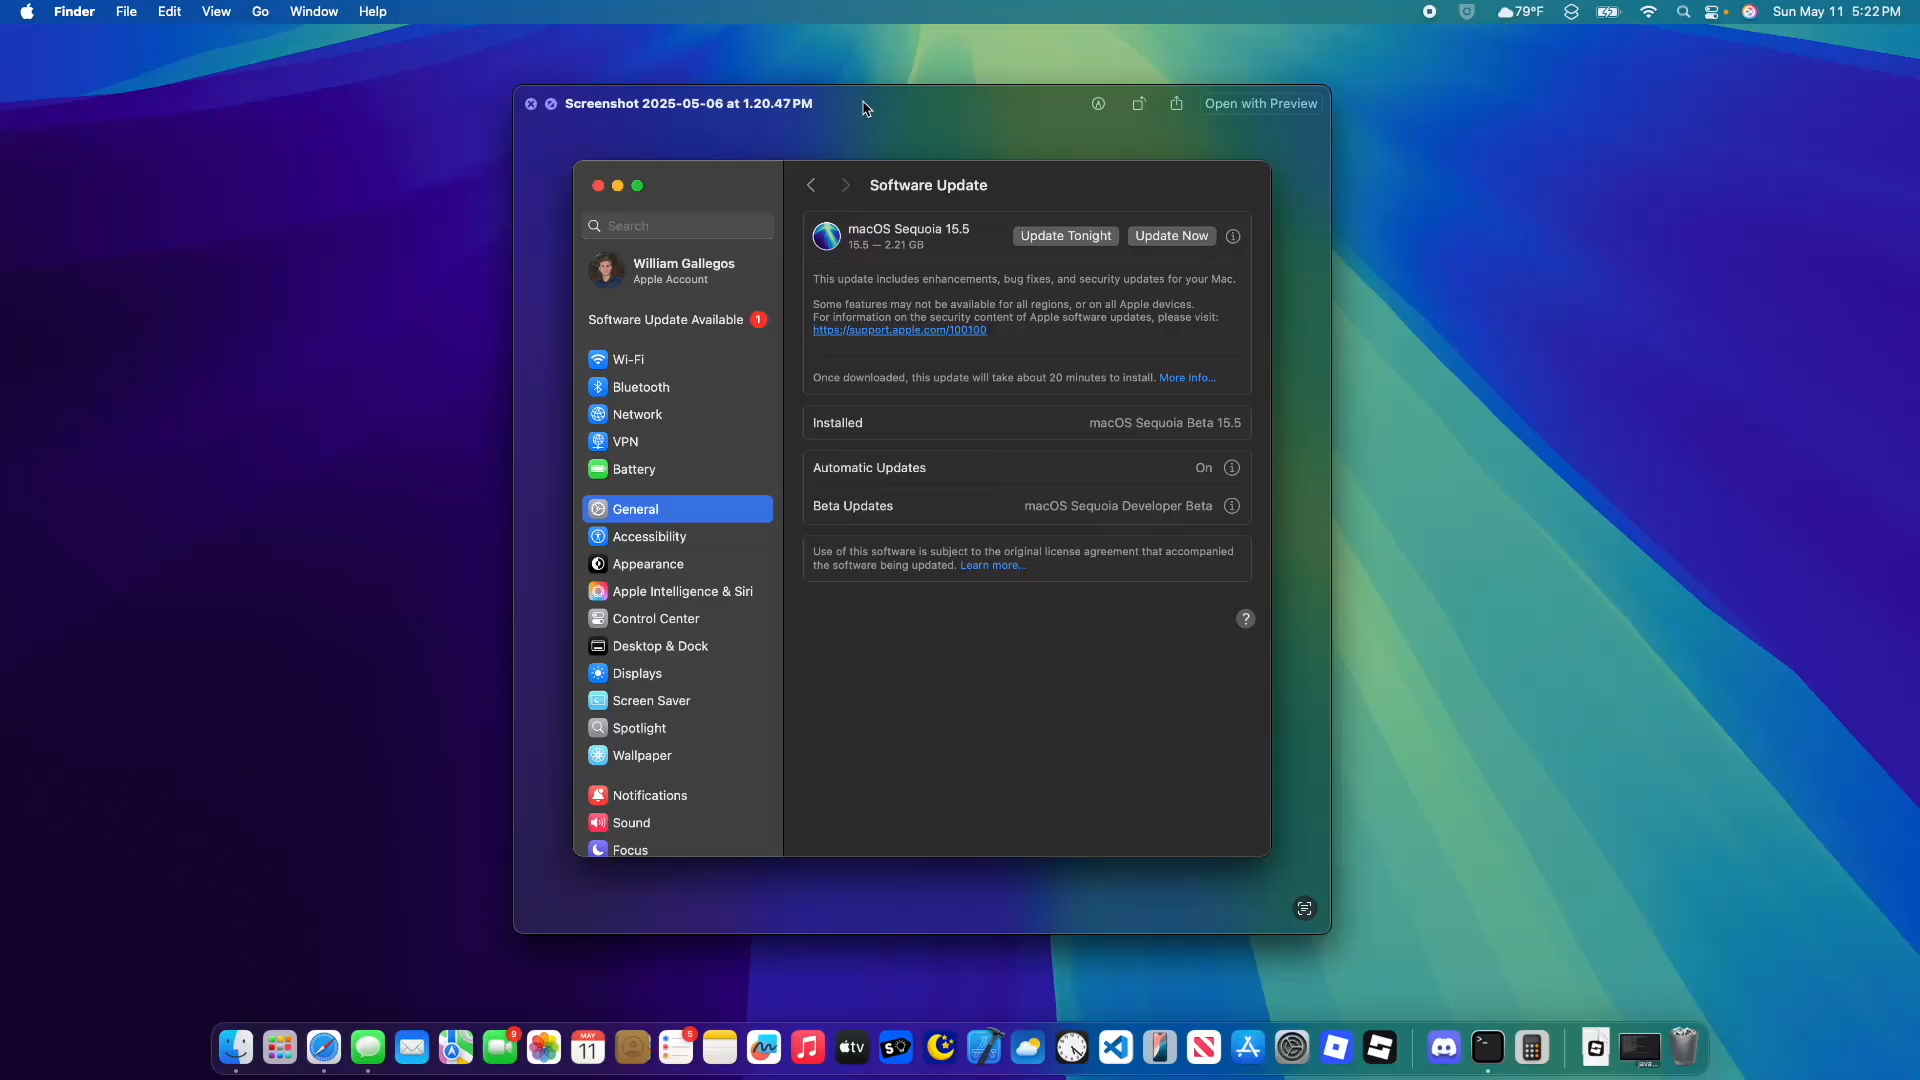 Finder File Edit View Go Window Help
79°F
Sun May 11 5:22 PM
Screenshot 2025-05-06 at 1.20.47 PM
Open with Preview
Software Update
Search
William Gallegos
Apple Account
Software Update Available 1
Wi-Fi
Bluetooth
Network
VPN
Battery
General
Accessibility
Appearance
Apple Intelligence & Siri
Control Center
Desktop & Dock
Displays
Screen Saver
Spotlight
Wallpaper
Notifications
Sound
Focus
macOS Sequoia 15.5
15.5 — 2.21 GB
Update Tonight
Update Now
This update includes enhancements, bug fixes, and security updates for your Mac.
Some features may not be available for all regions, or on all Apple devices.
For information on the security content of Apple software updates, please visit:
https://support.apple.com/100100
Once downloaded, this update will take about 20 minutes to install. More Info...
Installed macOS Sequoia Beta 15.5
Automatic Updates On
Beta Updates macOS Sequoia Developer Beta
Use of this software is subject to the original license agreement that accompanied
the software being updated. Learn more...
?
9
MAY
11
5
tv